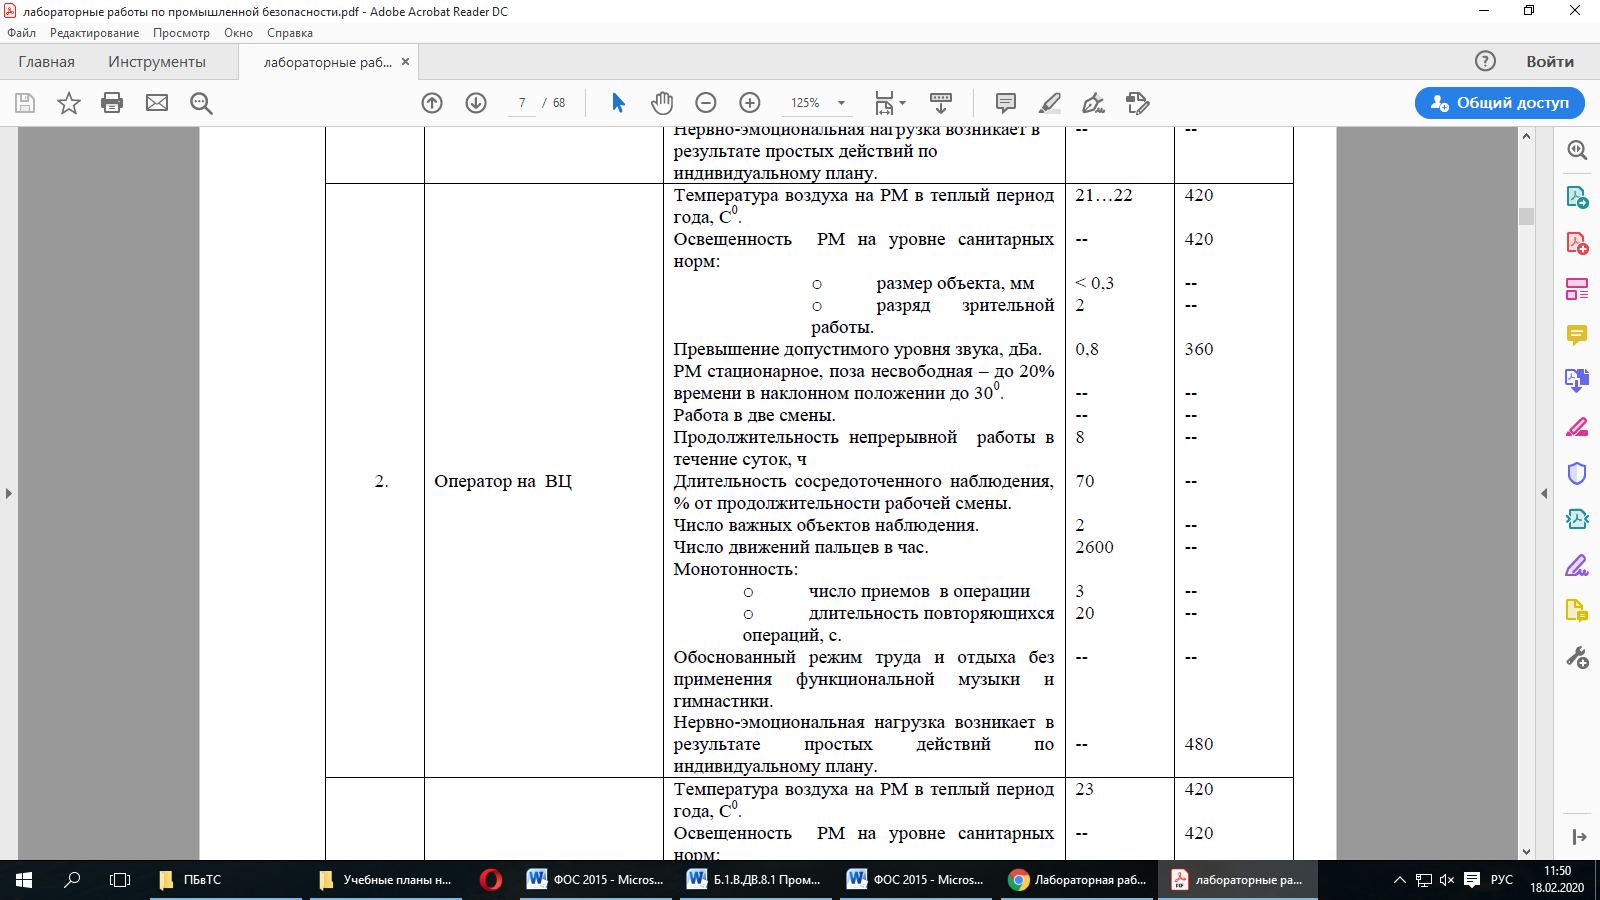 лабораторные работы по промышленной безопасности.pdf - Adobe Acrobat Reader DC
Файл Редактирование Просмотр Окно Справка
Главная Инструменты лабораторные раб... × Войти
7 / 68 125% Общий доступ
Нервно-эмоциональная нагрузка возникает в -- --
результате простых действий по
индивидуальному плану.
Температура воздуха на РМ в теплый период 21…22 420
года, С0.
Освещенность РМ на уровне санитарных -- 420
норм:
o размер объекта, мм < 0,3 --
o разряд зрительной 2 --
работы.
Превышение допустимого уровня звука, дБа. 0,8 360
РМ стационарное, поза несвободная – до 20%
времени в наклонном положении до 300. -- --
Работа в две смены. -- --
Продолжительность непрерывной работы в 8 --
течение суток, ч
2. Оператор на ВЦ Длительность сосредоточенного наблюдения, 70 --
% от продолжительности рабочей смены.
Число важных объектов наблюдения. 2 --
Число движений пальцев в час. 2600 --
Монотонность:
o число приемов в операции 3 --
o длительность повторяющихся 20 --
операций, с.
Обоснованный режим труда и отдыха без -- --
применения функциональной музыки и
гимнастики.
Нервно-эмоциональная нагрузка возникает в
результате простых действий по -- 480
индивидуальному плану.
Температура воздуха на РМ в теплый период 23 420
года, С0.
Освещенность РМ на уровне санитарных -- 420
норм:
ПБвТС Учебные планы н... ФОС 2015 - Micros... Б.1.В.ДВ.8.1 Пром... ФОС 2015 - Micros... Лабораторная раб... лабораторные ра... РУС 11:50
18.02.2020